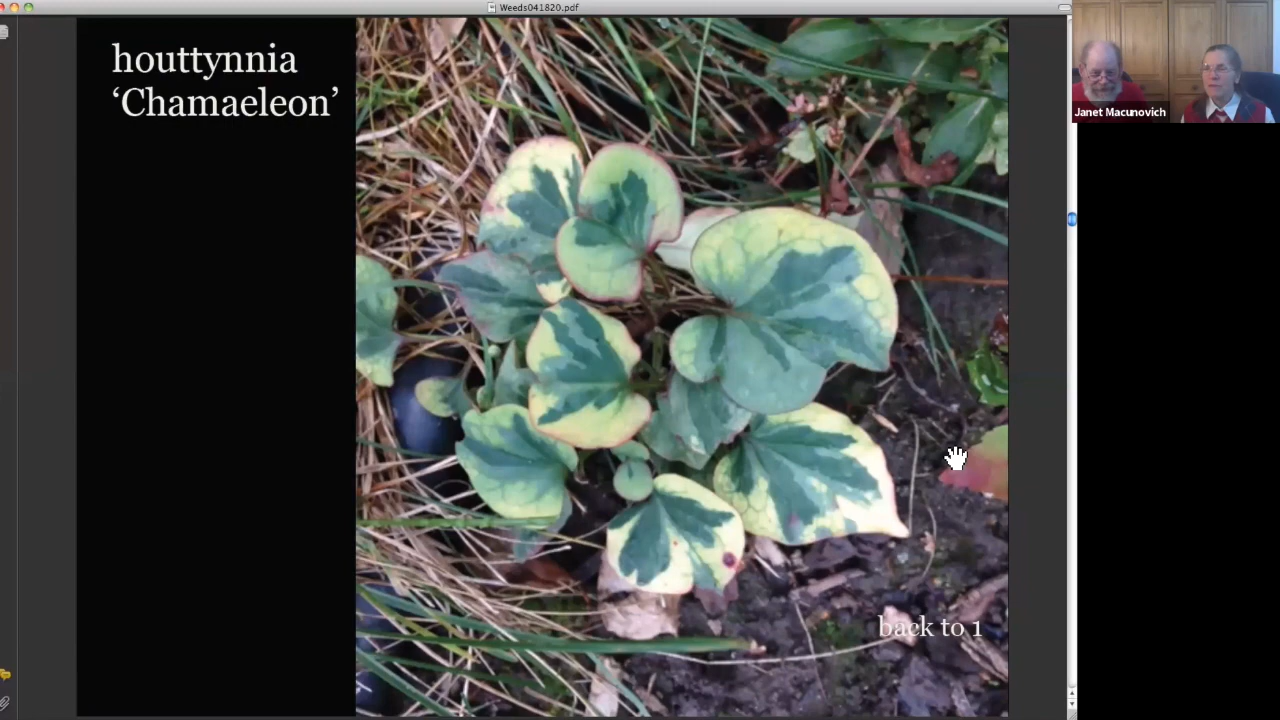 Weeds041820.pdf
houttynnia
‘Chamaeleon’
back to 1
Janet Macunovich